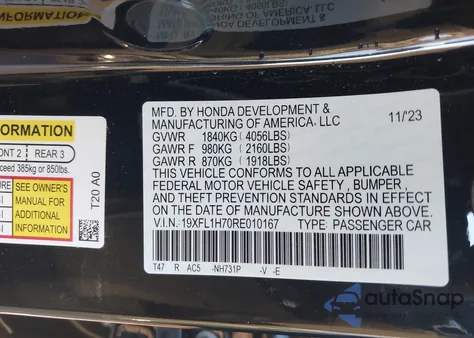 INFORMATION
MFD. BY HONDA DEVELOPMENT &
MANUFACTURING OF AMERICA, LLC 11/23
GVWR 1840KG (4056LBS)
GAWR F 980KG (2160LBS)
GAWR R 870KG (1918LBS)
THIS VEHICLE CONFORMS TO ALL APPLICABLE
FEDERAL MOTOR VEHICLE SAFETY , BUMPER ,
AND THEFT PREVENTION STANDARDS IN EFFECT
ON THE DATE OF MANUFACTURE SHOWN ABOVE.
V.I.N.: 19XFL1H70RE010167 TYPE: PASSENGER CAR
T47 R AC5 -NH731P -V -E
ORMATION
ONT 2 REAR 3
ceed 385kg or 850lbs.
URE SEE OWNER'S
MANUAL FOR
ADDITIONAL
INFORMATION
T20 A0
autoSnap